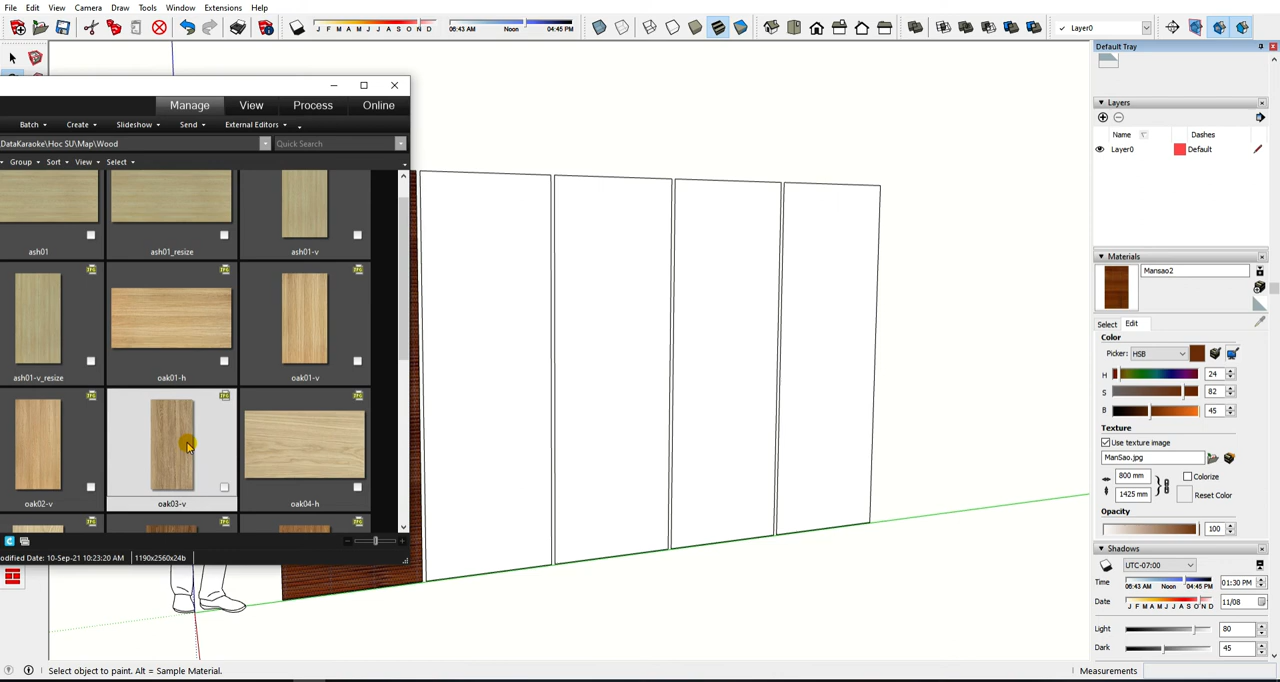 File Edit View Camera Draw Tools Window Extensions Help
J F M A M J J A S O N D
06:43 AM Noon 04:45 PM
Layer0
Default Tray
Manage View Process Online
Batch Create Slideshow Send External Editors
DataKaraoke\Hoc SU\Map\Wood Quick Search
Group Sort View Select
ash01 ash01_resize ash01-v
ash01-v_resize oak01-h oak01-v
oak02-v oak03-v oak04-h
odified Date: 10-Sep-21 10:23:20 AM 1190x2560x24b
Layers
Name Dashes
Layer0 Default
Materials
Mansao2
Select Edit
Color
Picker: HSB
H 24
S 82
B 45
Texture
Use texture image
ManSao.jpg
800 mm Colorize
1425 mm Reset Color
Opacity
100
Shadows
UTC-07:00
Time 06:43 AM Noon 04:45 PM 01:30 PM
Date J F M A M J J A S O N D 11/08
Light 80
Dark 45
Select object to paint. Alt = Sample Material.
Measurements